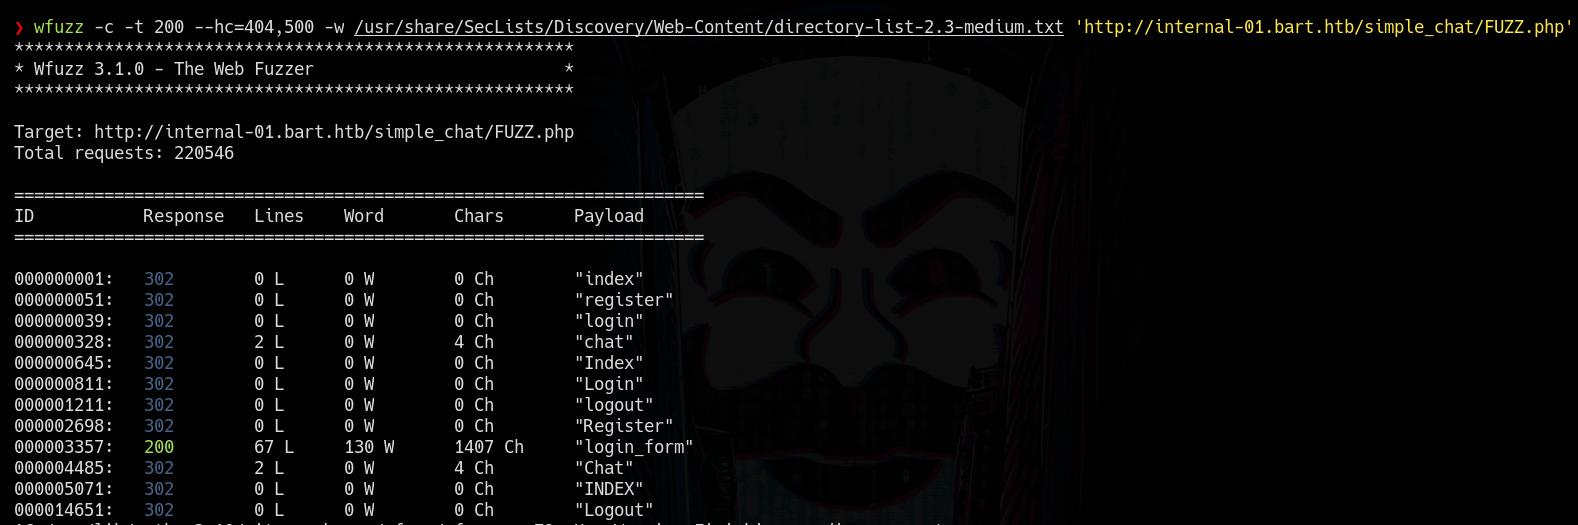 ❯ wfuzz -c -t 200 --hc=404,500 -w /usr/share/SecLists/Discovery/Web-Content/directory-list-2.3-medium.txt 'http://internal-01.bart.htb/simple_chat/FUZZ.php'
********************************************************
* Wfuzz 3.1.0 - The Web Fuzzer                         *
********************************************************
Target: http://internal-01.bart.htb/simple_chat/FUZZ.php
Total requests: 220546
=====================================================================
ID           Response   Lines    Word       Chars       Payload
=====================================================================
000000001:   302        0 L      0 W        0 Ch        "index"
000000051:   302        0 L      0 W        0 Ch        "register"
000000039:   302        0 L      0 W        0 Ch        "login"
000000328:   302        2 L      0 W        4 Ch        "chat"
000000645:   302        0 L      0 W        0 Ch        "Index"
000000811:   302        0 L      0 W        0 Ch        "Login"
000001211:   302        0 L      0 W        0 Ch        "logout"
000002698:   302        0 L      0 W        0 Ch        "Register"
000003357:   200        67 L     130 W      1407 Ch     "login_form"
000004485:   302        2 L      0 W        4 Ch        "Chat"
000005071:   302        0 L      0 W        0 Ch        "INDEX"
000014651:   302        0 L      0 W        0 Ch        "Logout"